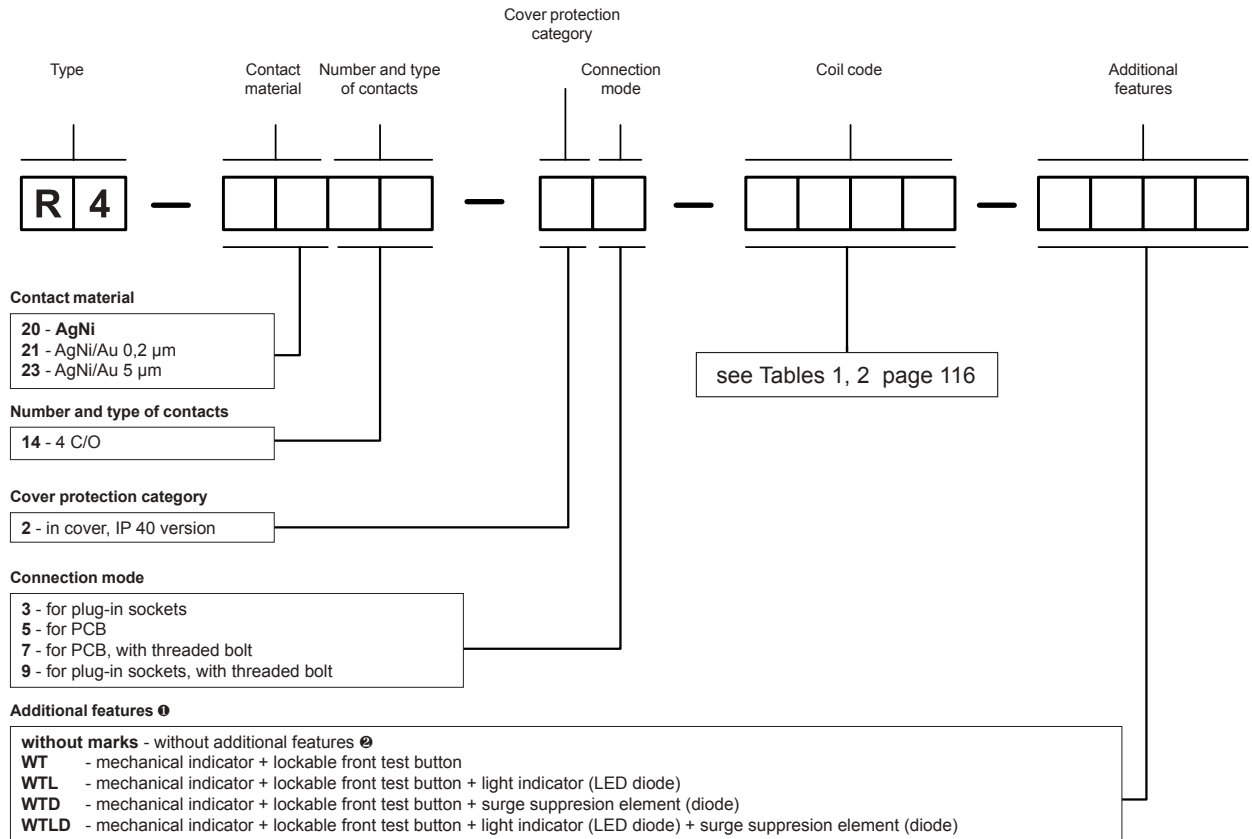 Cover protection
category
Type
Contact
material
Number and type
of contacts
Connection
mode
Coil code
Additional
features
R 4 – – – –
Contact material
20 - AgNi
21 - AgNi/Au 0,2 µm
23 - AgNi/Au 5 µm
see Tables 1, 2 page 116
Number and type of contacts
14 - 4 C/O
Cover protection category
2 - in cover, IP 40 version
Connection mode
3 - for plug-in sockets
5 - for PCB
7 - for PCB, with threaded bolt
9 - for plug-in sockets, with threaded bolt
Additional features ❶
without marks - without additional features ❷
WT - mechanical indicator + lockable front test button
WTL - mechanical indicator + lockable front test button + light indicator (LED diode)
WTD - mechanical indicator + lockable front test button + surge suppresion element (diode)
WTLD - mechanical indicator + lockable front test button + light indicator (LED diode) + surge suppresion element (diode)